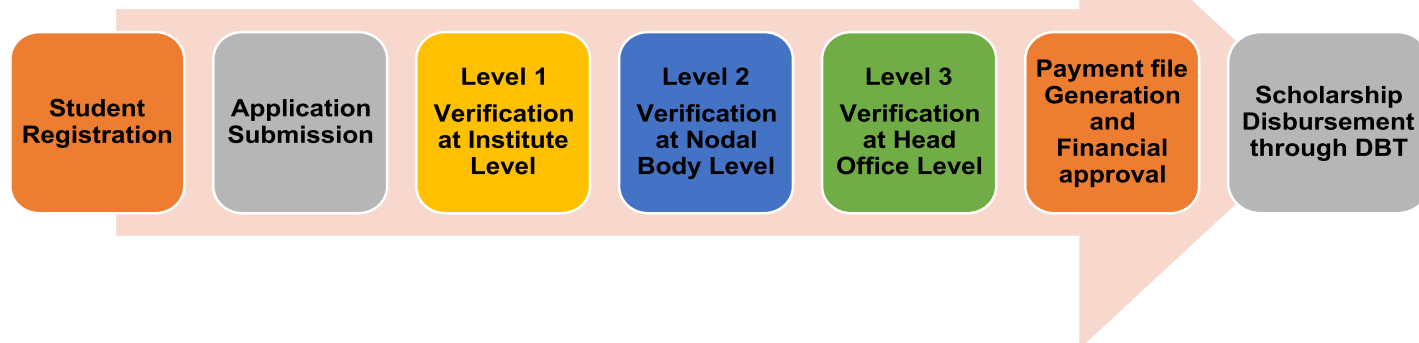 Student
Registration
Application
Submission
Level 1
Verification
at Institute
Level
Level 2
Verification
at Nodal
Body Level
Level 3
Verification
at Head
Office Level
Payment file
Generation
and
Financial
approval
Scholarship
Disbursement
through DBT